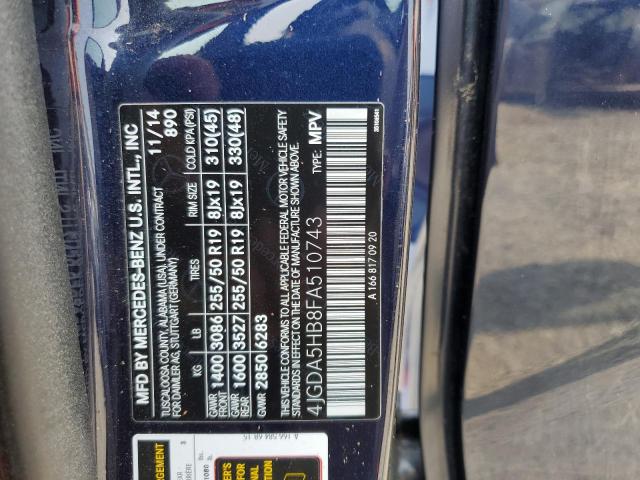 MFD BY MERCEDES-BENZ U.S. INTL., INC
TUSCALOOSA COUNTY, ALABAMA (USA), UNDER CONTRACT 11/14
FOR DAIMLER AG, STUTTGART (GERMANY) 890
KG LB TIRES RIM SIZE COLD KPA(PSI)
GAWR FRONT 1400 3086 255/50 R19 8Jx19 310(45)
GAWR REAR 1600 3527 255/50 R19 8Jx19 330(48)
GVWR 2850 6283
THIS VEHICLE CONFORMS TO ALL APPLICABLE FEDERAL MOTOR VEHICLE SAFETY
STANDARDS IN EFFECT ON THE DATE OF MANUFACTURE SHOWN ABOVE.
4JGDA5HB8FA510743 TYPE: MPV
A 166 817 09 20
A 166 584 68 15